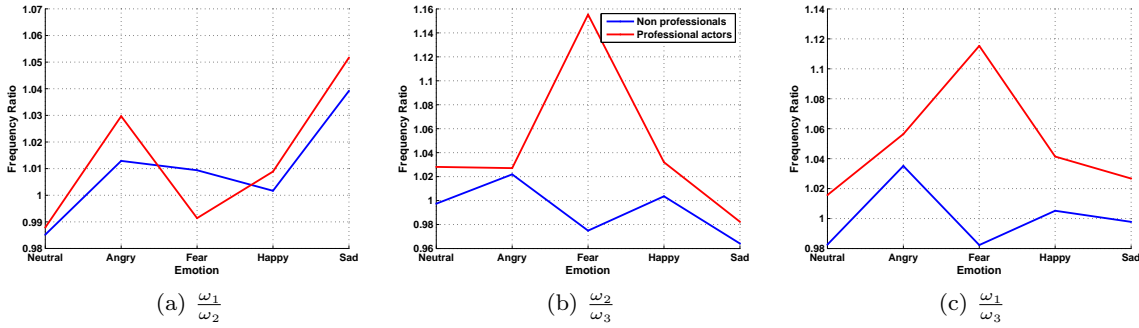 1.07
1.06
1.05
1.04
1.03
1.02
1.01
1
0.99
0.98
Frequency Ratio
Neutral Angry Fear Happy Sad
Emotion
(a) ω1/ω2
1.16
1.14
1.12
1.1
1.08
1.06
1.04
1.02
1
0.98
0.96
Frequency Ratio
Non professionals
Professional actors
Neutral Angry Fear Happy Sad
Emotion
(b) ω2/ω3
1.14
1.12
1.1
1.08
1.06
1.04
1.02
1
0.98
Frequency Ratio
Neutral Angry Fear Happy Sad
Emotion
(c) ω1/ω3